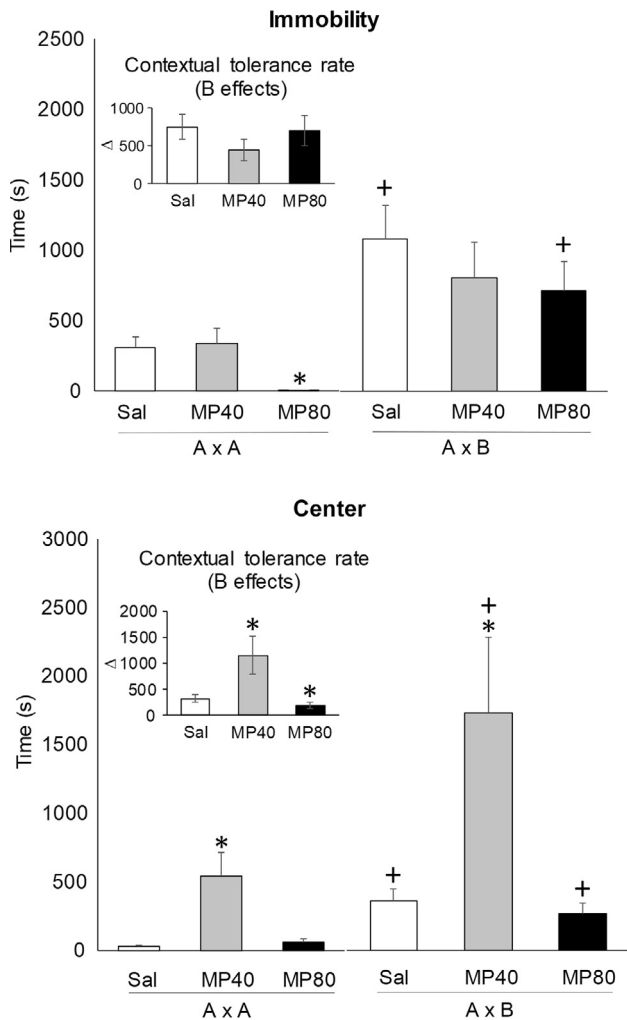 Immobility
2500
2000
1500
1000
500
0
Time (s)
Contextual tolerance rate
(B effects)
1000
500
0
Δ
Sal MP40 MP80
+
+
*
Sal MP40 MP80 Sal MP40 MP80
A x A A x B
Center
3000
2500
2000
1500
1000
500
0
Time (s)
Contextual tolerance rate
(B effects)
2000
1500
1000
500
0
Δ
*
*
Sal MP40 MP80
+
*
*
+
+
Sal MP40 MP80 Sal MP40 MP80
A x A A x B